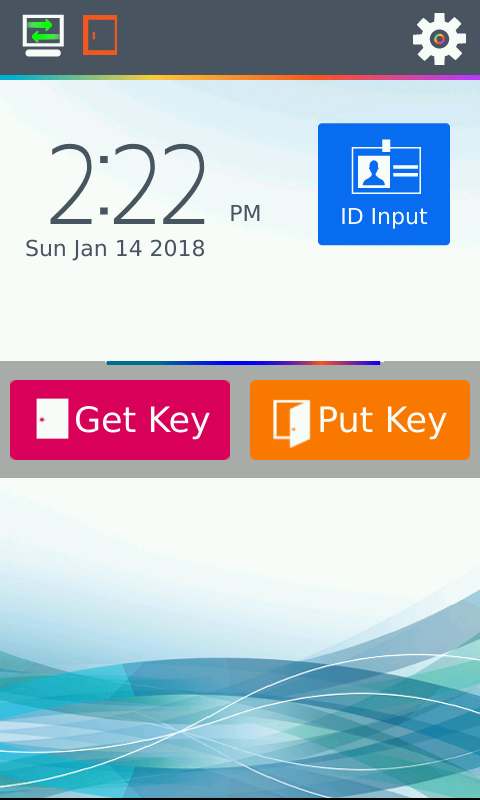 2:22 PM
Sun Jan 14 2018
ID Input
Get Key
Put Key